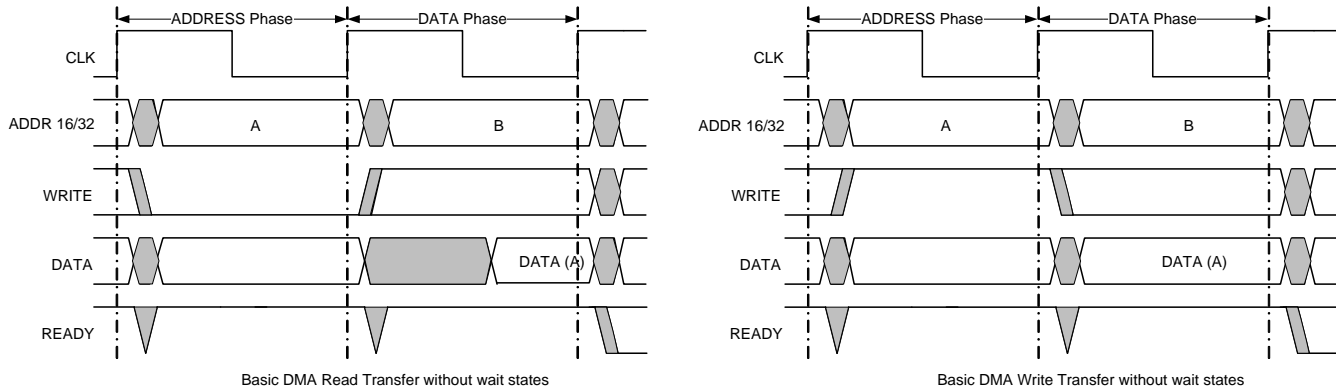 ADDRESS Phase DATA Phase
CLK
ADDR 16/32 A B
WRITE
DATA DATA (A)
READY
Basic DMA Read Transfer without wait states
ADDRESS Phase DATA Phase
CLK
ADDR 16/32 A B
WRITE
DATA DATA (A)
READY
Basic DMA Write Transfer without wait states